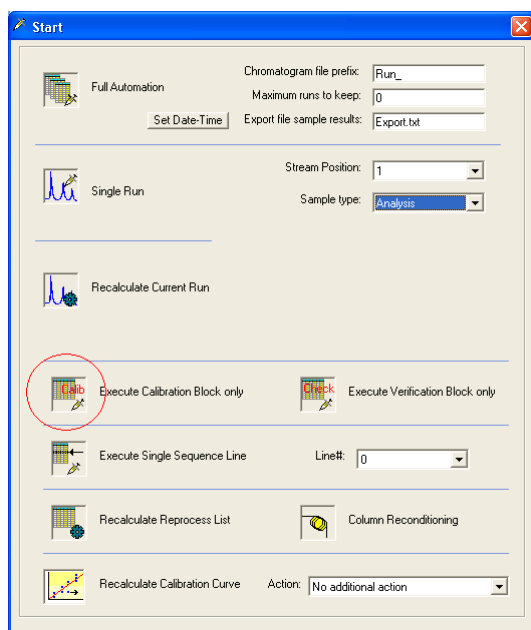 Start
Full Automation
Chromatogram file prefix: Run_
Maximum runs to keep: 0
Set Date-Time Export file sample results: Export.txt
Single Run
Stream Position: 1
Sample type: Analysis
Recalculate Current Run
Calib Execute Calibration Block only Check Execute Verification Block only
Execute Single Sequence Line Line#: 0
Recalculate Reprocess List Column Reconditioning
Recalculate Calibration Curve Action: No additional action